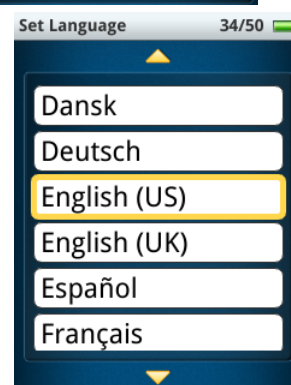 Set Language 34/50
Dansk
Deutsch
English (US)
English (UK)
Español
Français